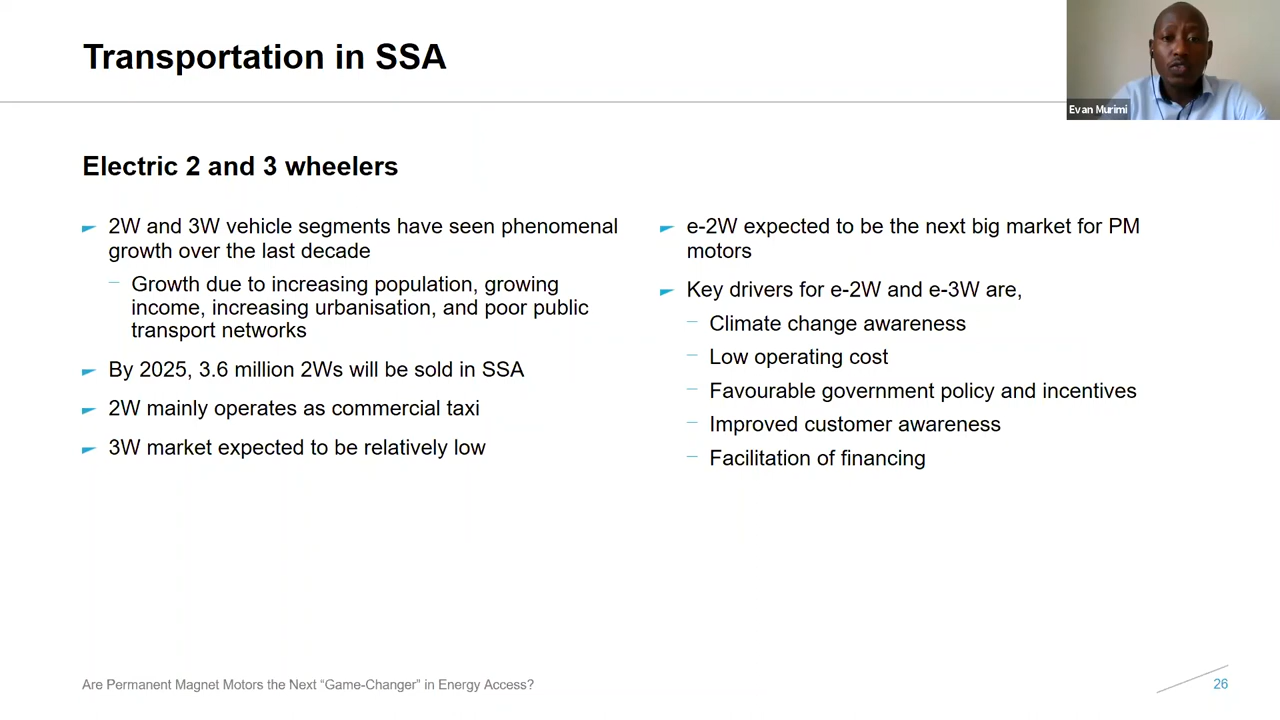 Transportation in SSA
Evan Murimi
Electric 2 and 3 wheelers
2W and 3W vehicle segments have seen phenomenal
growth over the last decade
Growth due to increasing population, growing
income, increasing urbanisation, and poor public
transport networks
By 2025, 3.6 million 2Ws will be sold in SSA
2W mainly operates as commercial taxi
3W market expected to be relatively low
e-2W expected to be the next big market for PM
motors
Key drivers for e-2W and e-3W are,
Climate change awareness
Low operating cost
Favourable government policy and incentives
Improved customer awareness
Facilitation of financing
Are Permanent Magnet Motors the Next “Game-Changer” in Energy Access?
26